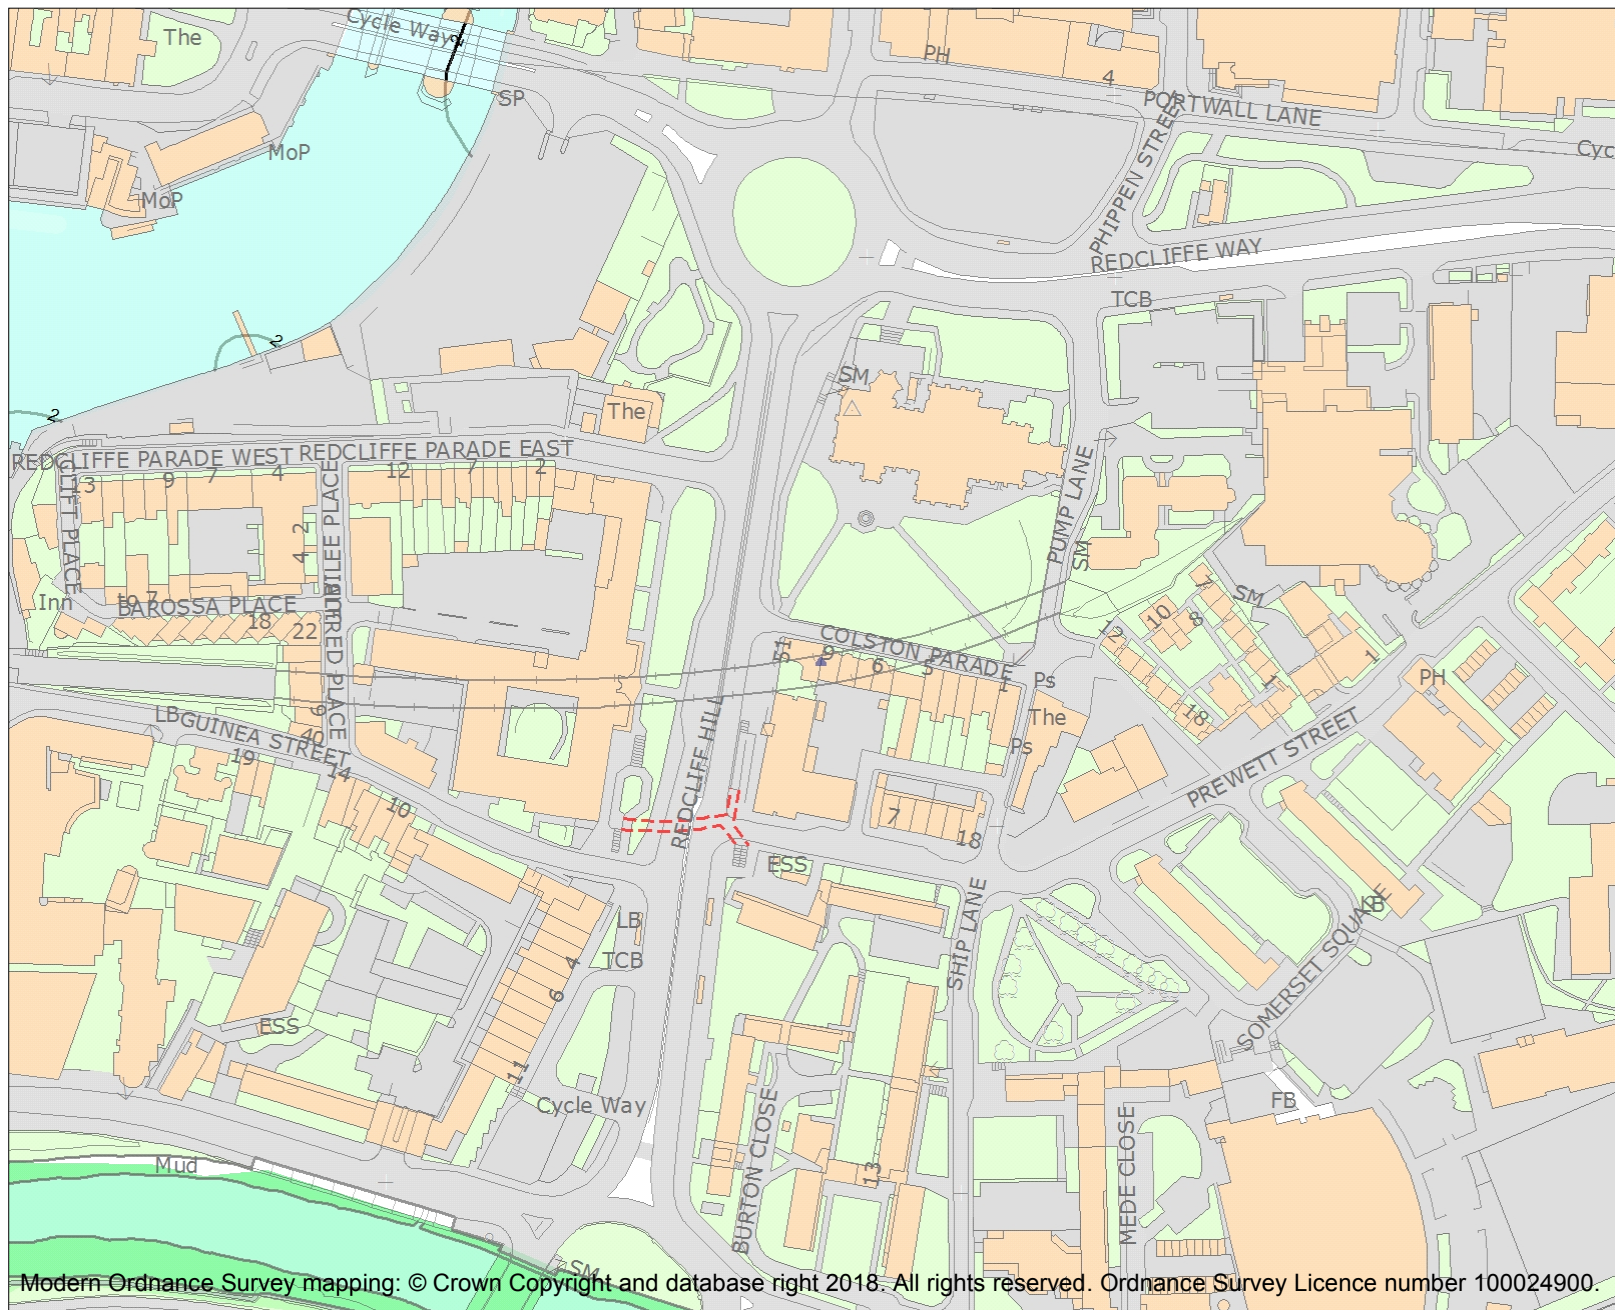 Cycle Way
2
The
PH
4
SP
PORTWALL LANE
Cyc
MoP
MoP
PHIPPEN STREET
REDCLIFFE WAY
TCB
2
SM
2
The
REDCLIFFE PARADE WEST
REDCLIFFE PARADE EAST
13
9
7
4
12
7
2
CLIFT PLACE
2
4
PUMP LANE
SM
Inn
to 7
BAROSSA PLACE
18
22
ALFRED PLACE
7
SM
10
8
12
51
COLSTON PARADE
9
6
5
1
Ps
1
PH
The
Ps
1
18
LB
GUINEA STREET
6
40
19
14
10
REDCLIFF HILL
PREWETT STREET
7
18
ESS
LB
TCB
4
6
SHIP LANE
SOMERSET SQUARE
ESS
11
Cycle Way
FB
BURTON CLOSE
MEDE CLOSE
13
Mud
SM
Modern Ordnance Survey mapping: © Crown Copyright and database right 2018. All rights reserved. Ordnance Survey Licence number 100024900.